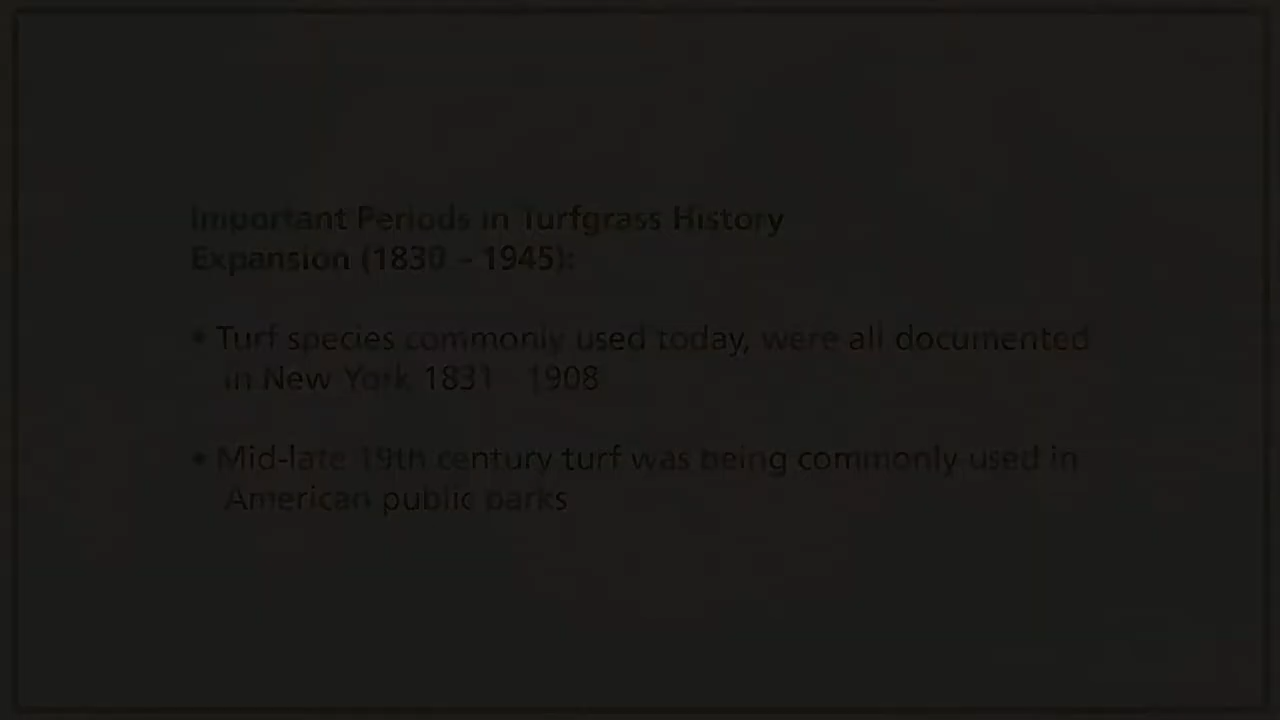 Important Periods in Turfgrass History
Expansion (1830 – 1945):
• Turf species commonly used today, were all documented
in New York 1831 - 1908
• Mid-late 19th century turf was being commonly used in
American public parks